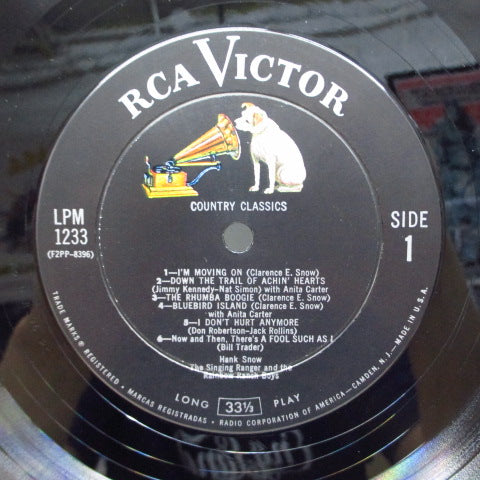 RCA VICTOR
COUNTRY CLASSICS
LPM
1233
(F2PP-8396)
SIDE
1
1—I'M MOVING ON (Clarence E. Snow)
2—DOWN THE TRAIL OF ACHIN' HEARTS
(Jimmy Kennedy-Nat Simon) with Anita Carter
3—THE RHUMBA BOOGIE (Clarence E. Snow)
4—BLUEBIRD ISLAND (Clarence E. Snow)
with Anita Carter
5—I DON'T HURT ANYMORE
(Don Robertson-Jack Rollins)
6—Now and Then, There's A FOOL SUCH AS I
(Bill Trader)
Hank Snow
The Singing Ranger and the
Rainbow Ranch Boys
LONG 33⅓ PLAY
TRADE MARKS ® REGISTERED • MARCAS REGISTRADAS • RADIO CORPORATION OF AMERICA—CAMDEN, N.J.—MADE IN U.S.A.